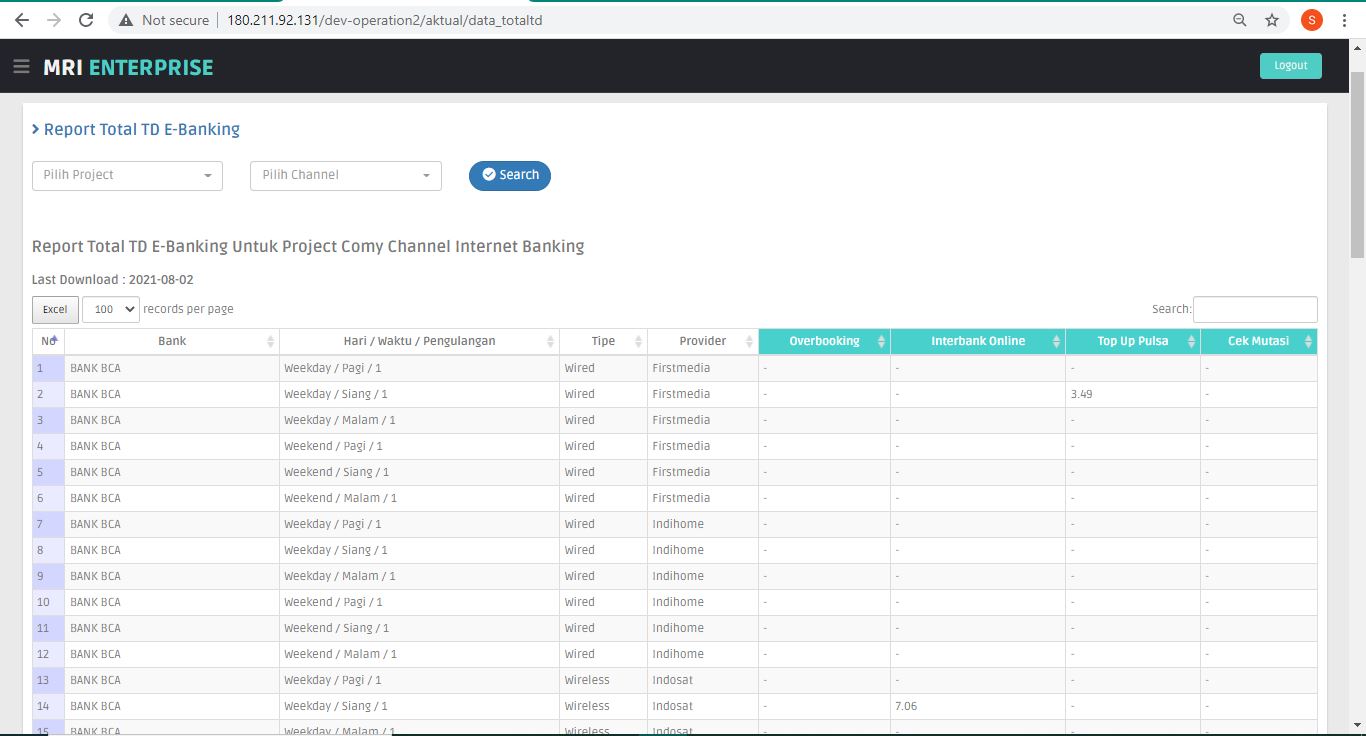 Not secure | 180.211.92.131/dev-operation2/aktual/data_totaltd
S
MRI ENTERPRISE
Logout
Report Total TD E-Banking
Pilih Project
Pilih Channel
Search
Report Total TD E-Banking Untuk Project Comy Channel Internet Banking
Last Download : 2021-08-02
Excel 100 records per page Search:
No Bank Hari / Waktu / Pengulangan Tipe Provider Overbooking Interbank Online Top Up Pulsa Cek Mutasi
1 BANK BCA Weekday / Pagi / 1 Wired Firstmedia - - - -
2 BANK BCA Weekday / Siang / 1 Wired Firstmedia - - 3.49 -
3 BANK BCA Weekday / Malam / 1 Wired Firstmedia - - - -
4 BANK BCA Weekend / Pagi / 1 Wired Firstmedia - - - -
5 BANK BCA Weekend / Siang / 1 Wired Firstmedia - - - -
6 BANK BCA Weekend / Malam / 1 Wired Firstmedia - - - -
7 BANK BCA Weekday / Pagi / 1 Wired Indihome - - - -
8 BANK BCA Weekday / Siang / 1 Wired Indihome - - - -
9 BANK BCA Weekday / Malam / 1 Wired Indihome - - - -
10 BANK BCA Weekend / Pagi / 1 Wired Indihome - - - -
11 BANK BCA Weekend / Siang / 1 Wired Indihome - - - -
12 BANK BCA Weekend / Malam / 1 Wired Indihome - - - -
13 BANK BCA Weekday / Pagi / 1 Wireless Indosat - - - -
14 BANK BCA Weekday / Siang / 1 Wireless Indosat - 7.06 - -
15 BANK BCA Weekday / Malam / 1 Wireless Indosat - - - -